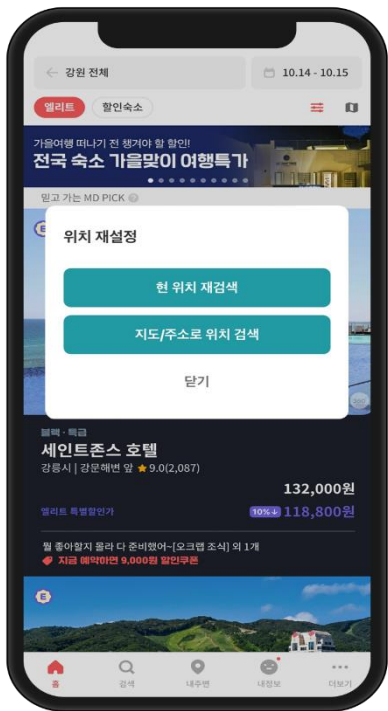 강원 전체
10.14 - 10.15
엘리트
할인숙소
가을여행 떠나기 전 챙겨야 할 할인!
전국 숙소 가을맞이 여행특가
믿고 가는 MD PICK
E
위치 재설정
현 위치 재검색
지도/주소로 위치 검색
닫기
블랙·특급
세인트존스 호텔
강릉시 | 강문해변 앞 ★ 9.0(2,087)
132,000원
엘리트 특별할인가
10%↓ 118,800원
뭘 좋아할지 몰라 다 준비했어~[오크랩 조식] 외 1개
지금 예약하면 9,000원 할인쿠폰
E
홈
검색
내주변
내정보
더보기